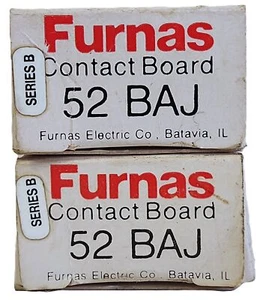 Furnas
SERIES B
Contact Board
52 BAJ
Furnas Electric Co., Batavia, IL
Furnas
SERIES B
Contact Board
52 BAJ
Furnas Electric Co., Batavia, IL